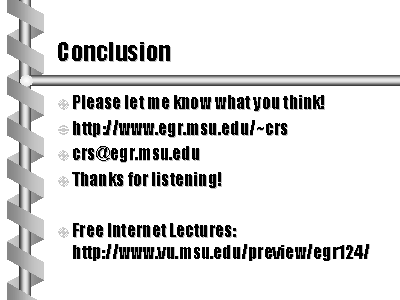 Conclusion
Please let me know what you think!
http://www.egr.msu.edu/~crs
crs@egr.msu.edu
Thanks for listening!
Free Internet Lectures:
http://www.vu.msu.edu/preview/egr124/